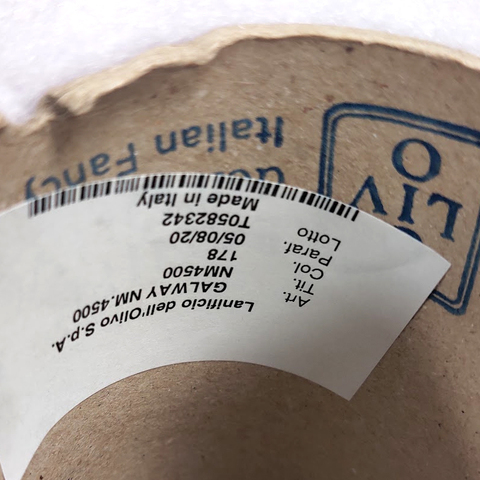 Lanificio dell'Olivo S.p.A.
Art. GALWAY NM.4500
Tit. NM4500
Col. 178
Paraf. 05/08/20
Lotto T0582342
Made in Italy
Italian Fancy
LIV
O